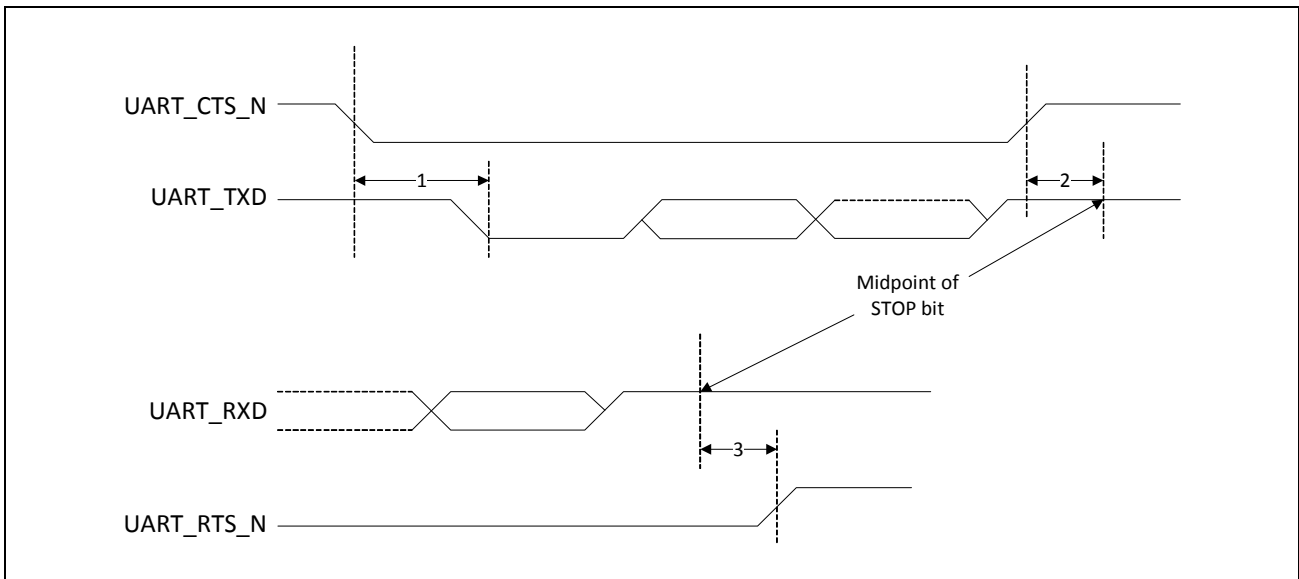 UART_CTS_N
1
2
UART_TXD
Midpoint of
STOP bit
UART_RXD
3
UART_RTS_N